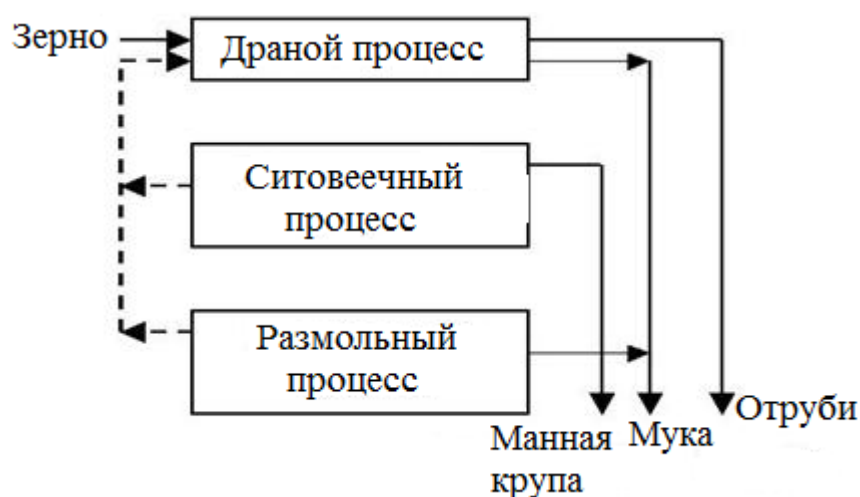 Зерно
Драной процесс
Ситовеечный
процесс
Размольный
процесс
Отруби
Мука
Манная
крупа